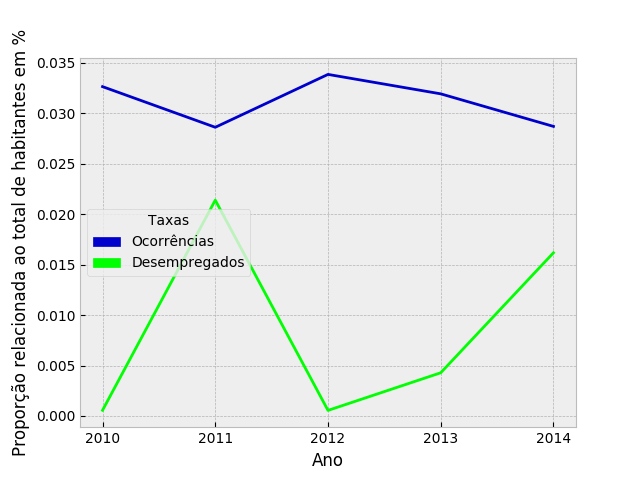 Proporção relacionada ao total de habitantes em %
0.035
0.030
0.025
0.020
0.015
0.010
0.005
0.000
Taxas
Ocorrências
Desempregados
2010 2011 2012 2013 2014
Ano